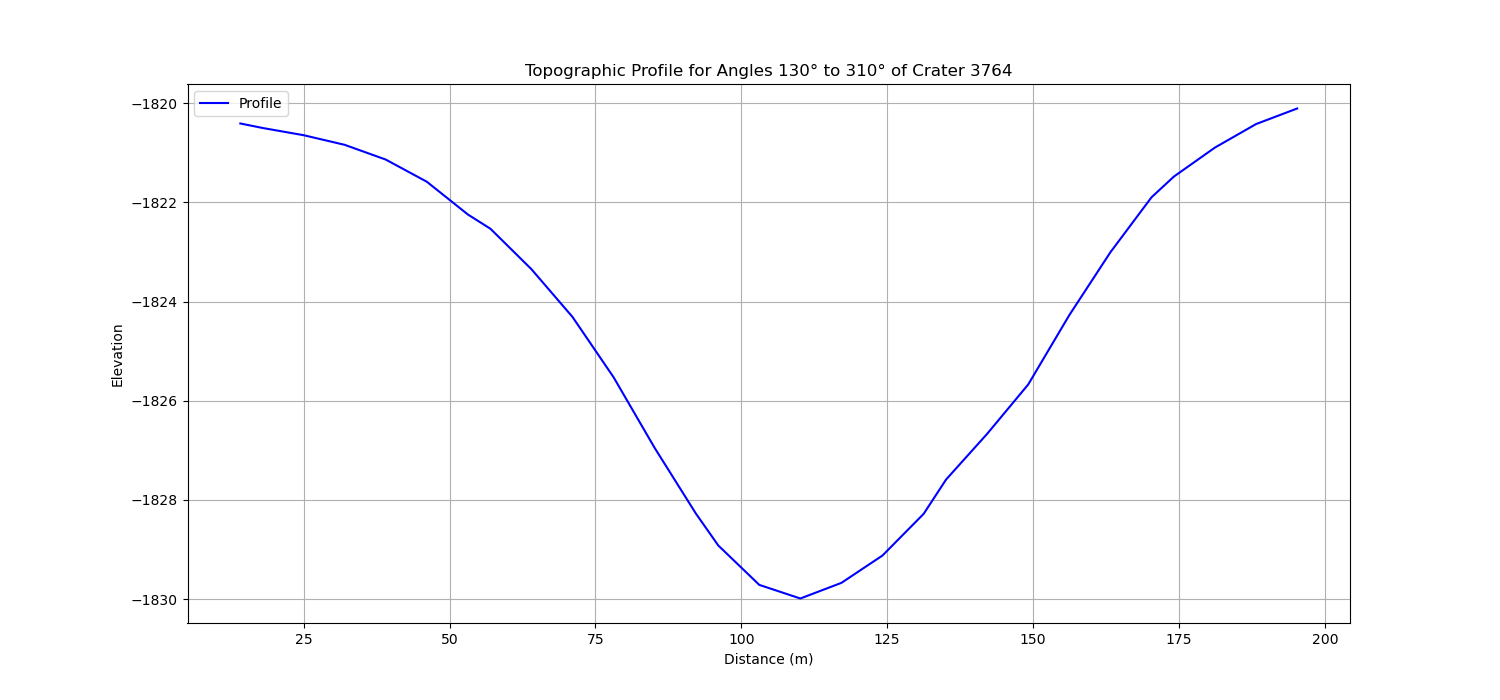 Topographic Profile for Angles 130° to 310° of Crater 3764
Profile
−1820
−1822
−1824
−1826
−1828
−1830
Elevation
25 50 75 100 125 150 175 200
Distance (m)